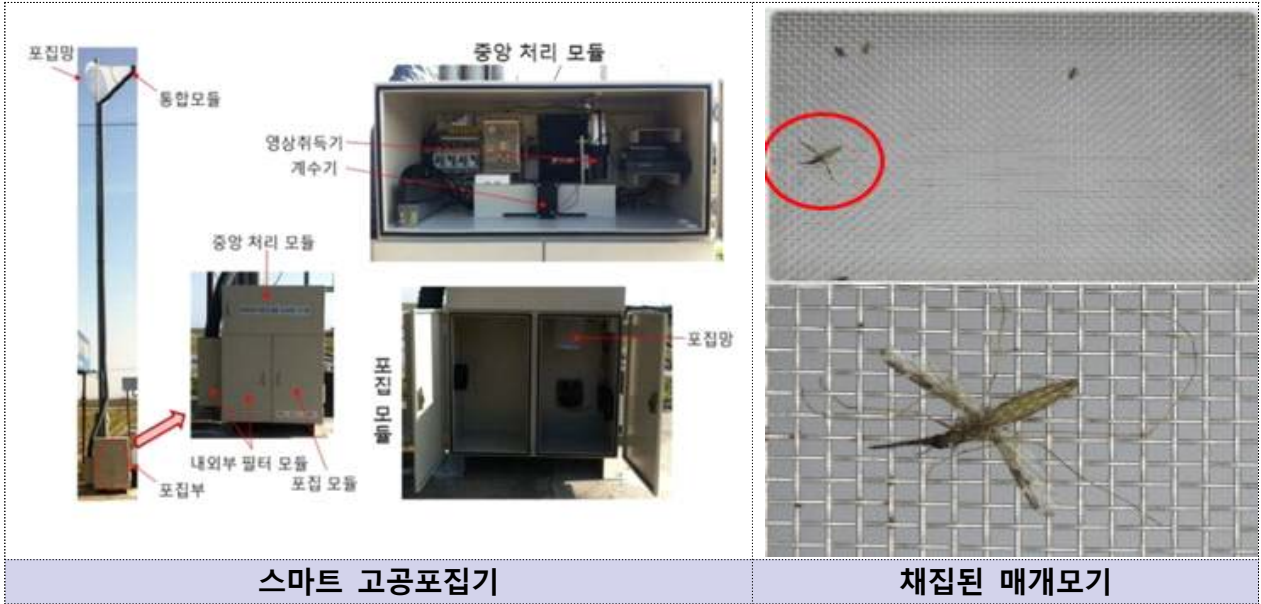 포집망
통합모듈
중앙 처리 모듈
영상취득기
계수기
중앙 처리 모듈
내외부 필터 모듈
포집 모듈
포집부
포집망
포집 모듈
스마트 고공포집기
채집된 매개모기